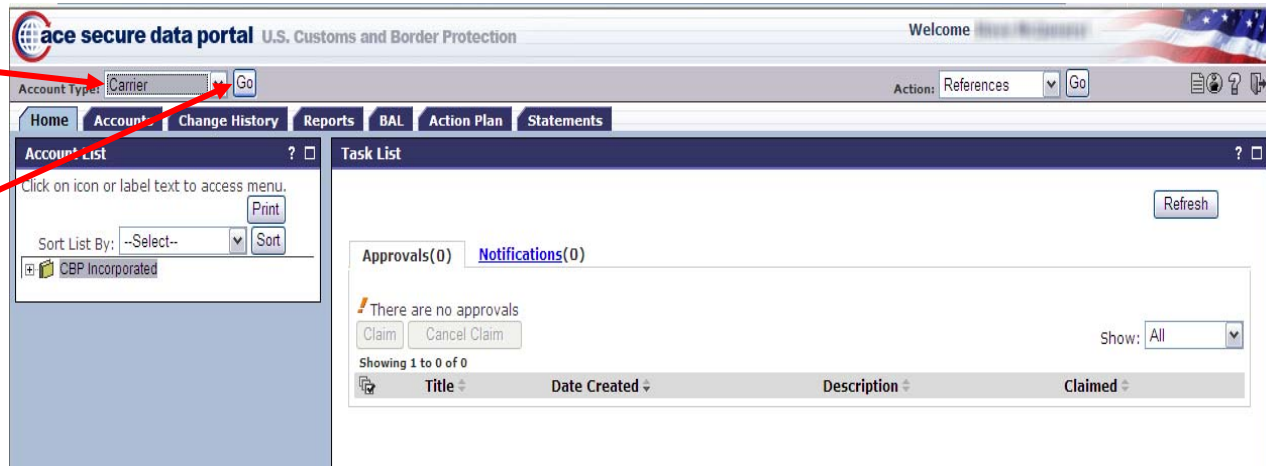 ace secure data portal U.S. Customs and Border Protection Welcome
Account Type: Carrier Go Action: References Go
Home Accounts Change History Reports BAL Action Plan Statements
Account List ? Task List ?
Click on icon or label text to access menu.
Print Refresh
Sort List By: --Select-- Sort
Approvals(0) Notifications(0)
CBP Incorporated
There are no approvals
Claim Cancel Claim Show: All
Showing 1 to 0 of 0
Title Date Created Description Claimed